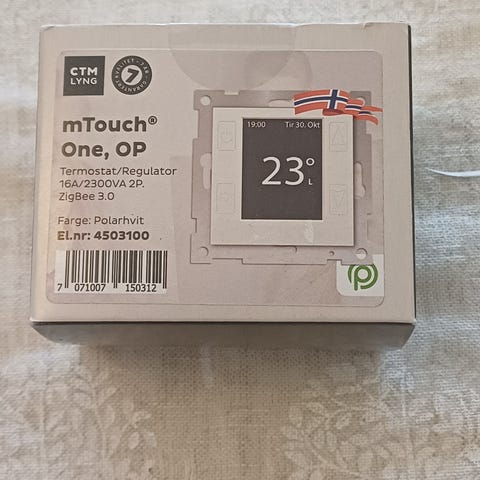 CTM
LYNG
7
mTouch®
One, OP
Termostat/Regulator
16A/2300VA 2P.
ZigBee 3.0
Farge: Polarhvit
El.nr: 4503100
7 071007 150312
19:00 Tir 30. Okt
23°
L